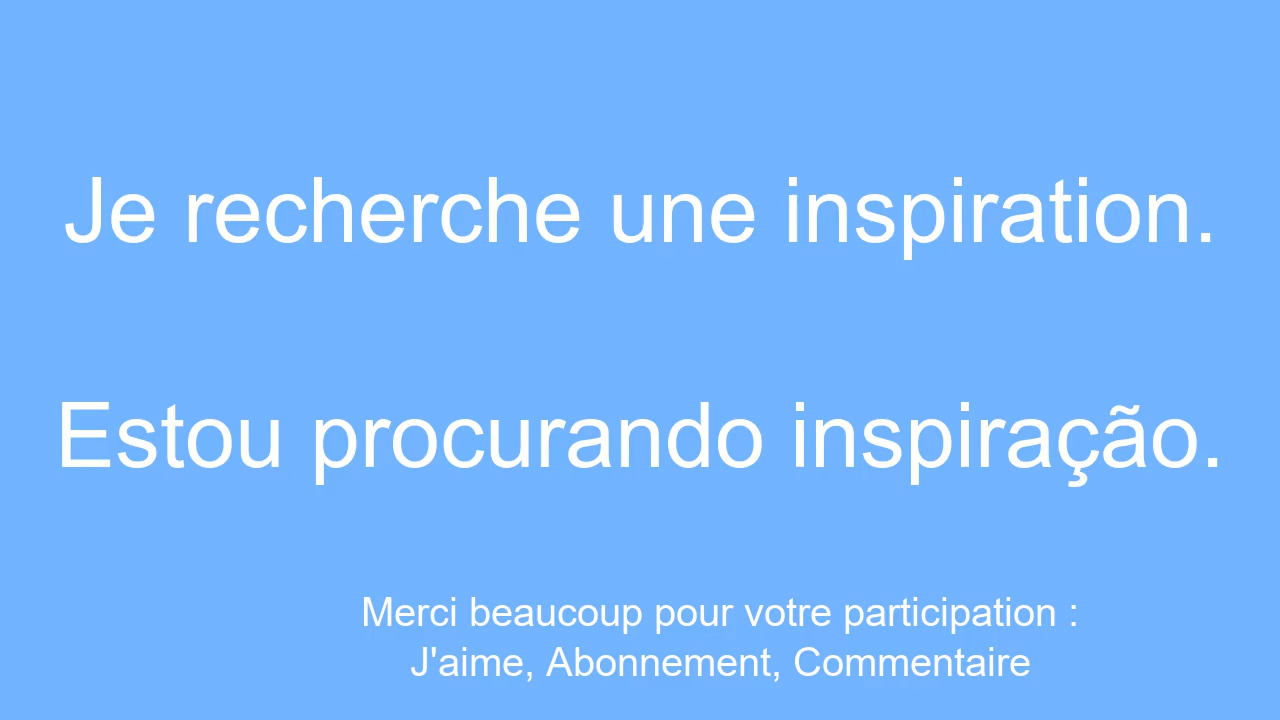 Je recherche une inspiration.
Estou procurando inspiração.
Merci beaucoup pour votre participation :
J'aime, Abonnement, Commentaire